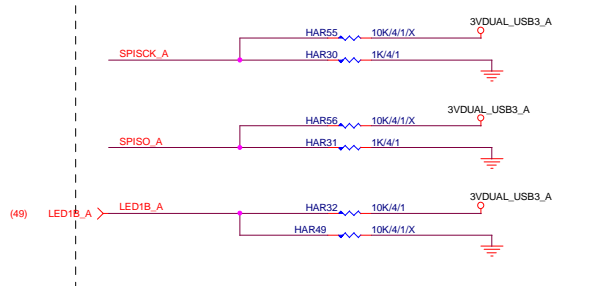 3VDUAL_USB3_A
HAR55 10K/4/1/X
SPISCK_A HAR30 1K/4/1
3VDUAL_USB3_A
HAR56 10K/4/1/X
SPISO_A HAR31 1K/4/1
3VDUAL_USB3_A
(49) LED1B_A LED1B_A HAR32 10K/4/1
HAR49 10K/4/1/X